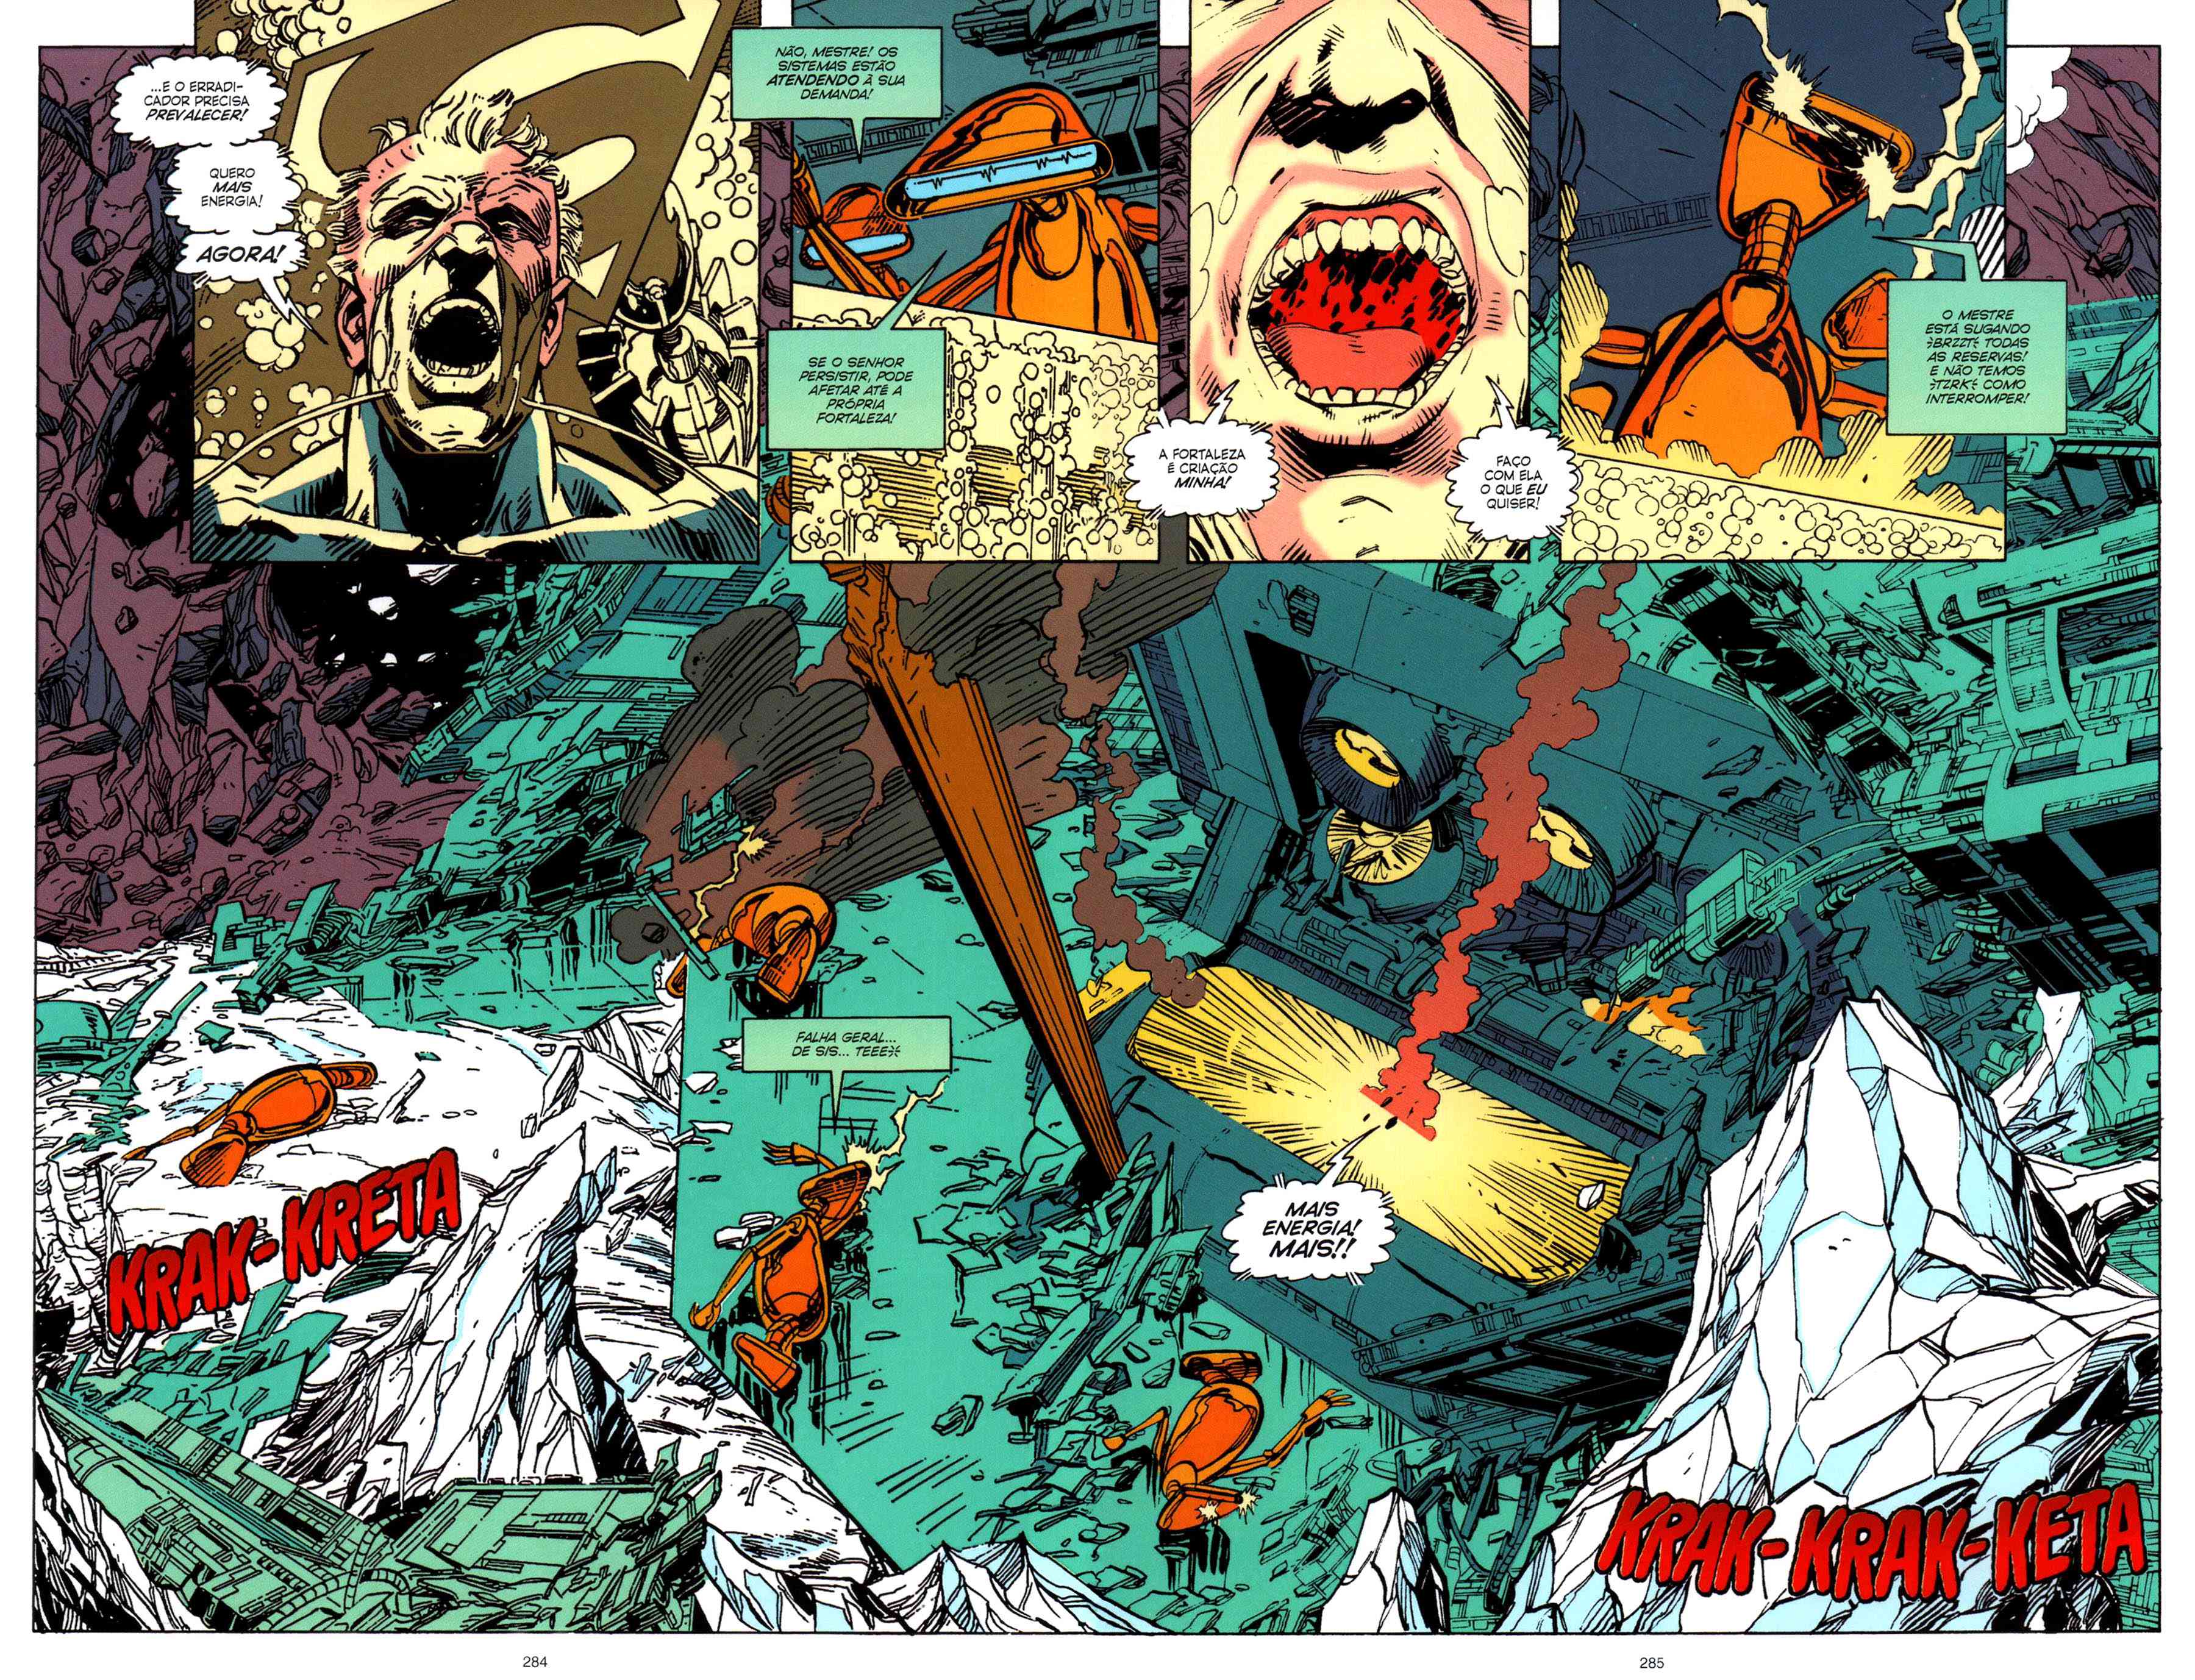 ...E O ERRADI-
CADOR PRECISA
PREVALECER!
QUERO
MAIS
ENERGIA!
AGORA!
NÃO, MESTRE! OS
SISTEMAS ESTÃO
ATENDENDO À SUA
DEMANDA!
SE O SENHOR
PERSISTIR, PODE
AFETAR ATÉ A
PRÓPRIA
FORTALEZA!
A FORTALEZA
É CRIAÇÃO
MINHA!
FAÇO
COM ELA
O QUE EU
QUISER!
O MESTRE
ESTÁ SUGANDO
BRZZT TODAS
AS RESERVAS!
E NÃO TEMOS
TZRK COMO
INTERROMPER!
FALHA GERAL...
DE SIS... TEEE
MAIS
ENERGIA!
MAIS!!
KRAK-KRETA
KRAK-KRAK-KETA
284
285